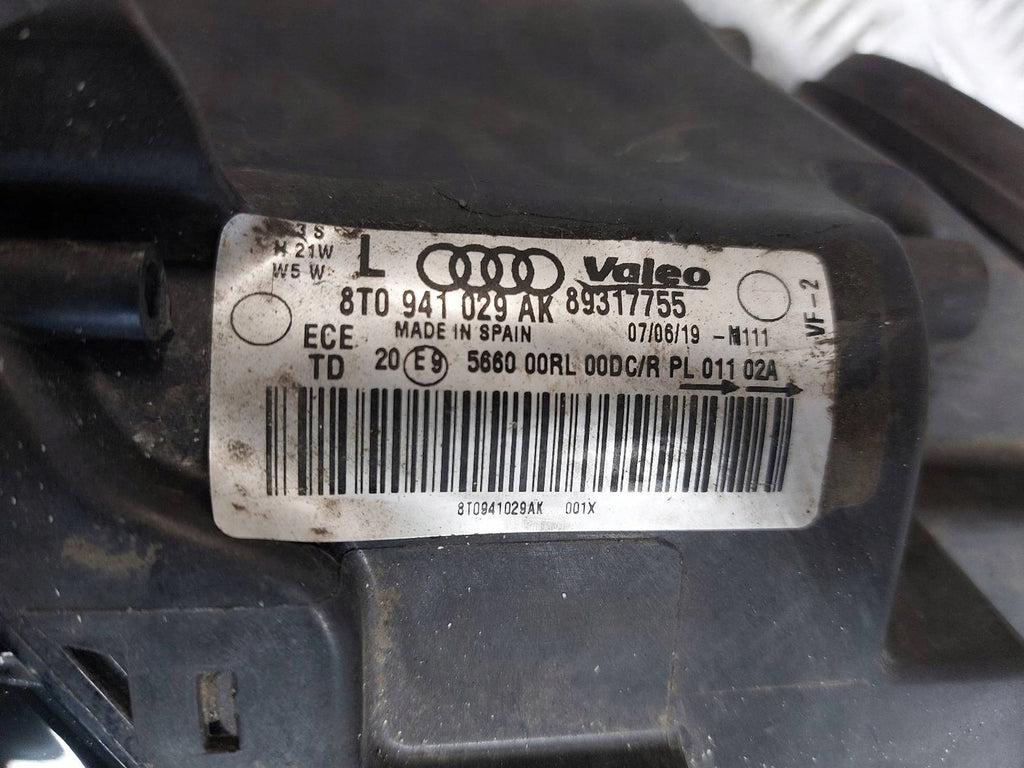 3 S
21W
W5 W
L
Valeo
8T0 941 029 AK 89317755
ECE MADE IN SPAIN 07/06/19 -M111
TD 20 E9 5660 00RL 00DC/R PL 011 02A
VF-2
8T0941029AK 001X